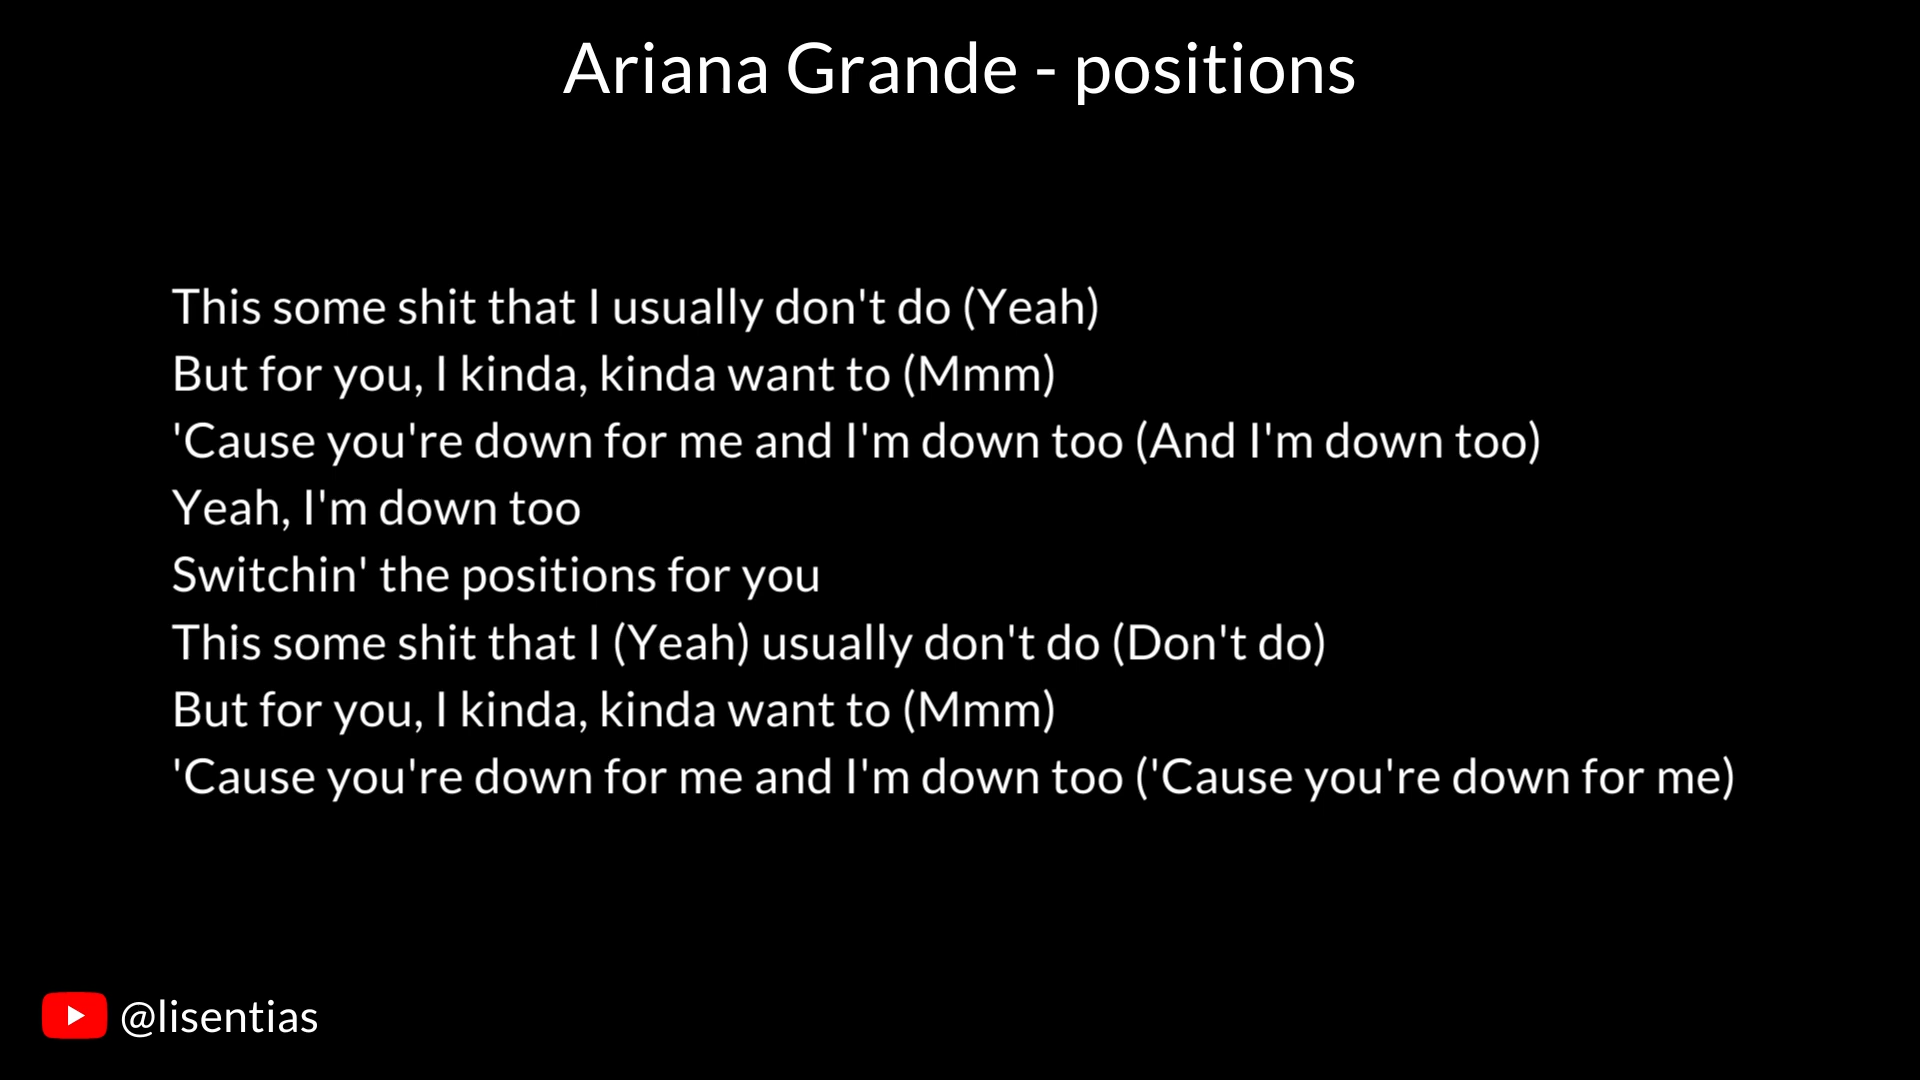 Ariana Grande - positions
This some shit that I usually don't do (Yeah)
But for you, I kinda, kinda want to (Mmm)
'Cause you're down for me and I'm down too (And I'm down too)
Yeah, I'm down too
Switchin' the positions for you
This some shit that I (Yeah) usually don't do (Don't do)
But for you, I kinda, kinda want to (Mmm)
'Cause you're down for me and I'm down too ('Cause you're down for me)
@lisentias